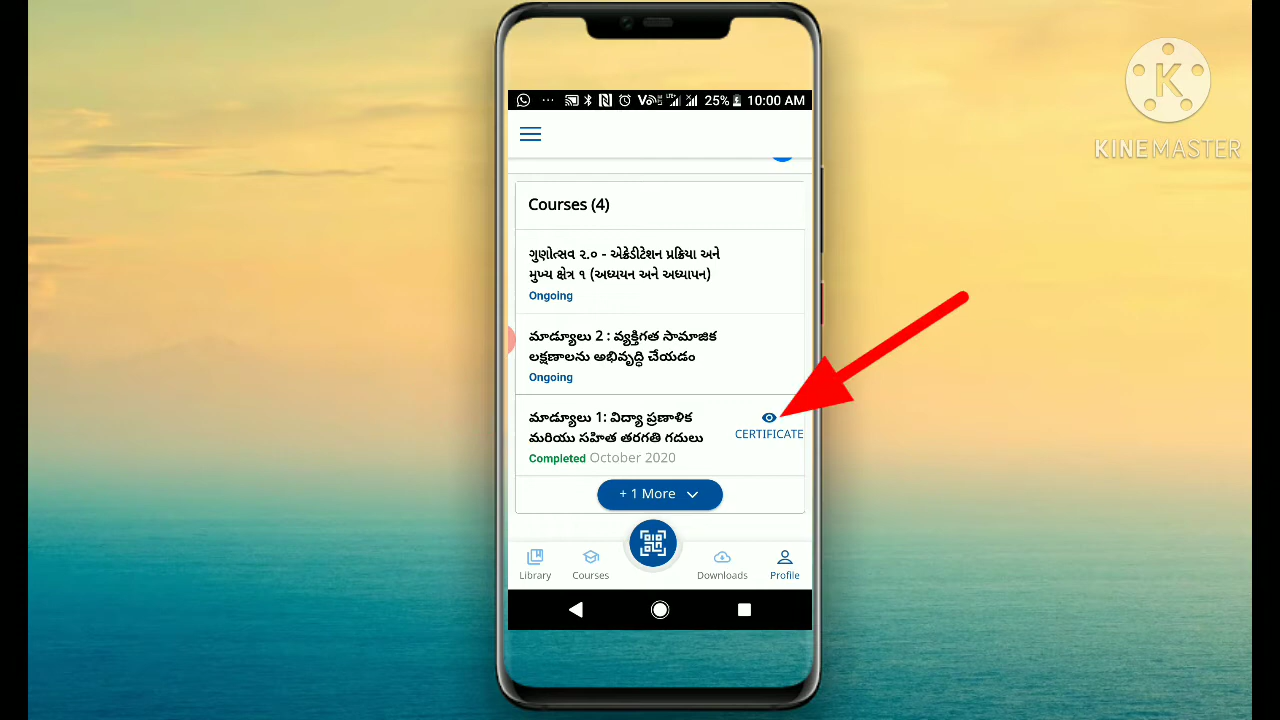 25% 10:00 AM
K
KINEMASTER
Courses (4)
ગુણોત્સવ ૨.૦ - એક્રેડીટેશન પ્રક્રિયા અને
મુખ્ય ક્ષેત્ર ૧ (અધ્યયન અને અધ્યાપન)
Ongoing
మాడ్యూలు 2 : వ్యక్తిగత సామాజిక
లక్షణాలను అభివృద్ధి చేయడం
Ongoing
మాడ్యూలు 1: విద్యా ప్రణాళిక
మరియు సహిత తరగతి గదులు
CERTIFICATE
Completed October 2020
+ 1 More
Library Courses Downloads Profile